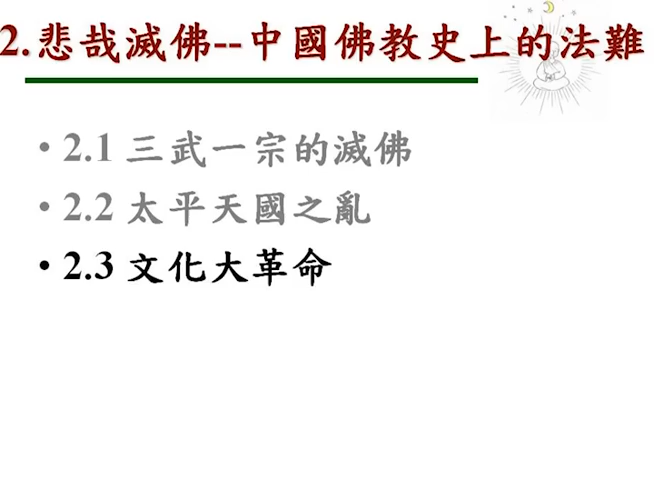 2.悲哉滅佛--中國佛教史上的法難
• 2.1 三武一宗的滅佛
• 2.2 太平天國之亂
• 2.3 文化大革命